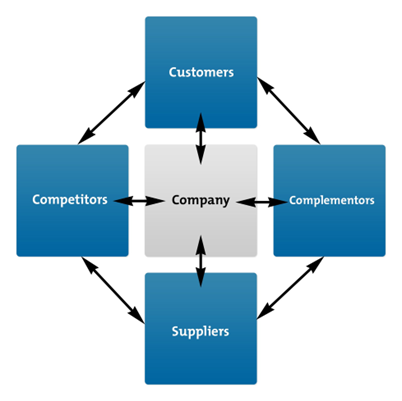 Customers
Competitors
Company
Complementors
Suppliers